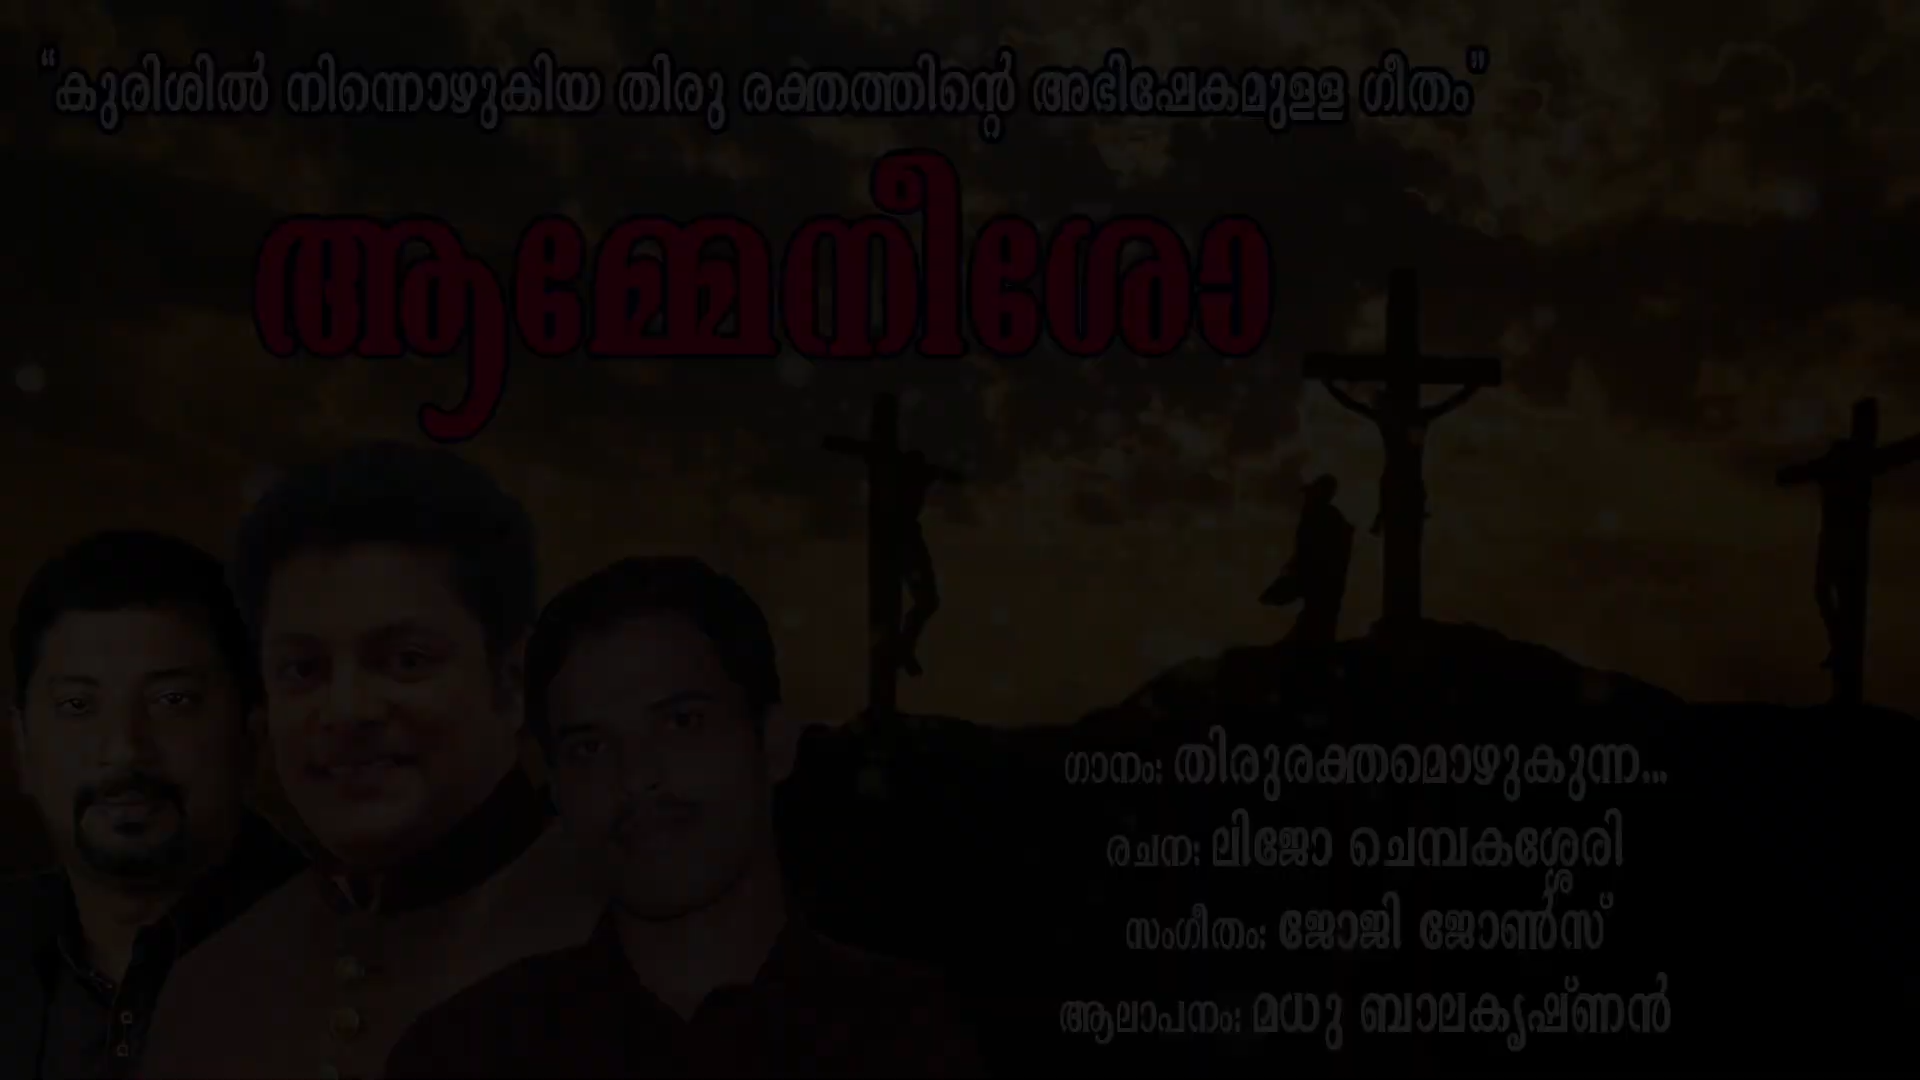 “കുരിശിൽ നിന്നൊഴുകിയ തിരു രക്തത്തിന്റെ അഭിഷേകമുള്ള ഗീതം”
ആമ്മേനീശോ
ഗാനം: തിരുരക്തമൊഴുകുന്ന...
രചന: ലിജോ ചെമ്പകശ്ശേരി
സംഗീതം: ജോജി ജോൺസ്
ആലാപനം: മധു ബാലകൃഷ്ണൻ